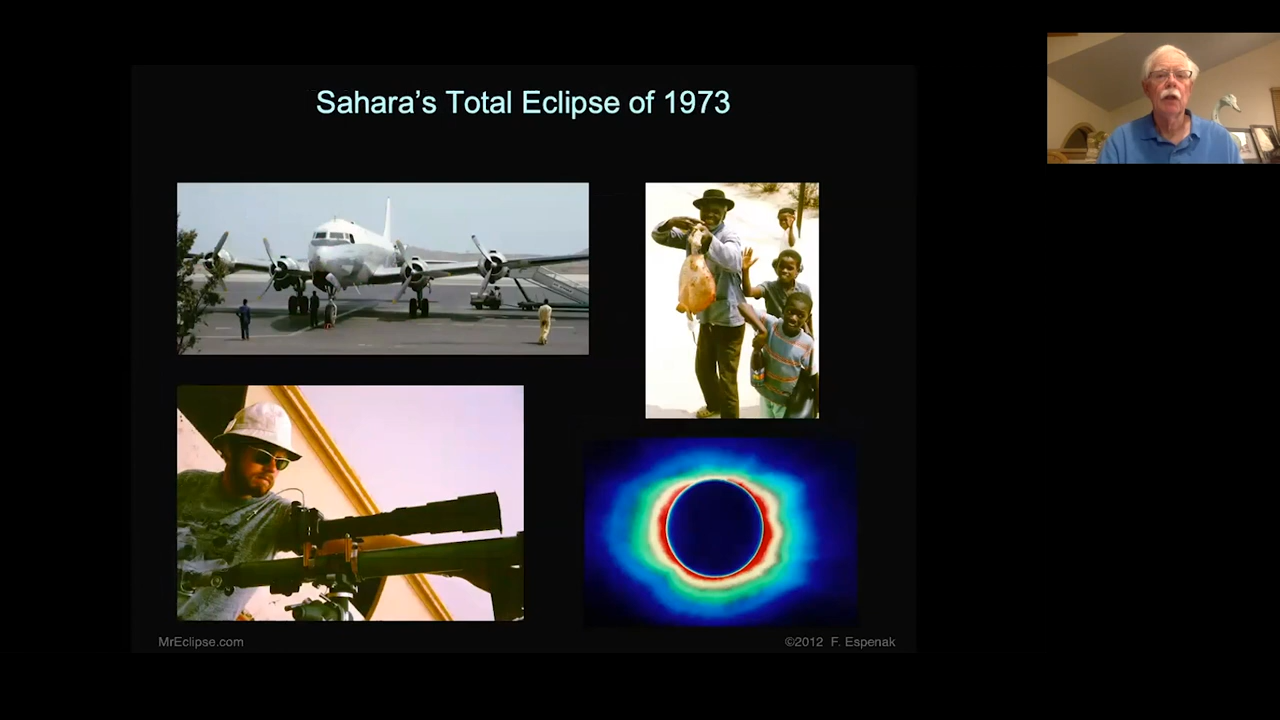 Sahara’s Total Eclipse of 1973
MrEclipse.com
©2012 F. Espenak